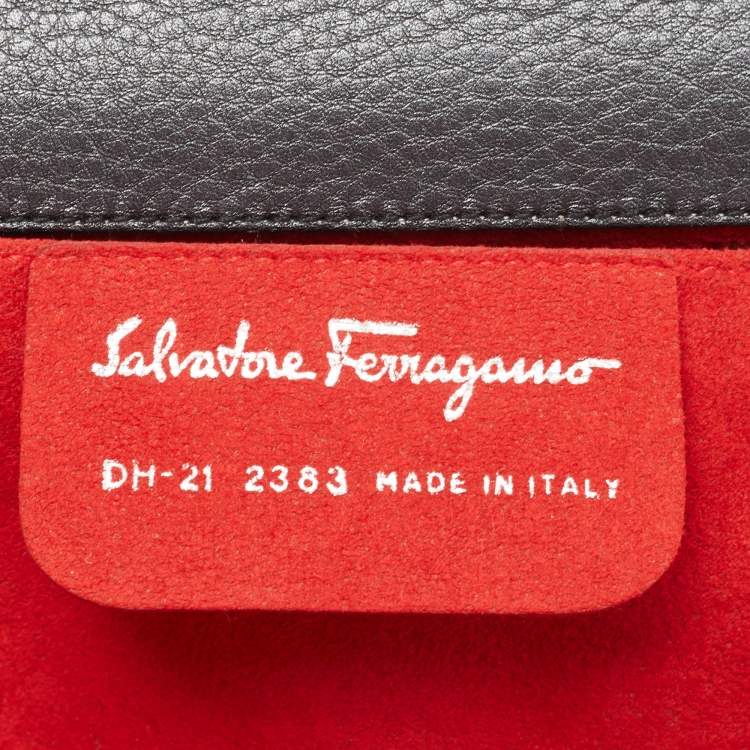 Salvatore Ferragamo
DH-21 2383 MADE IN ITALY